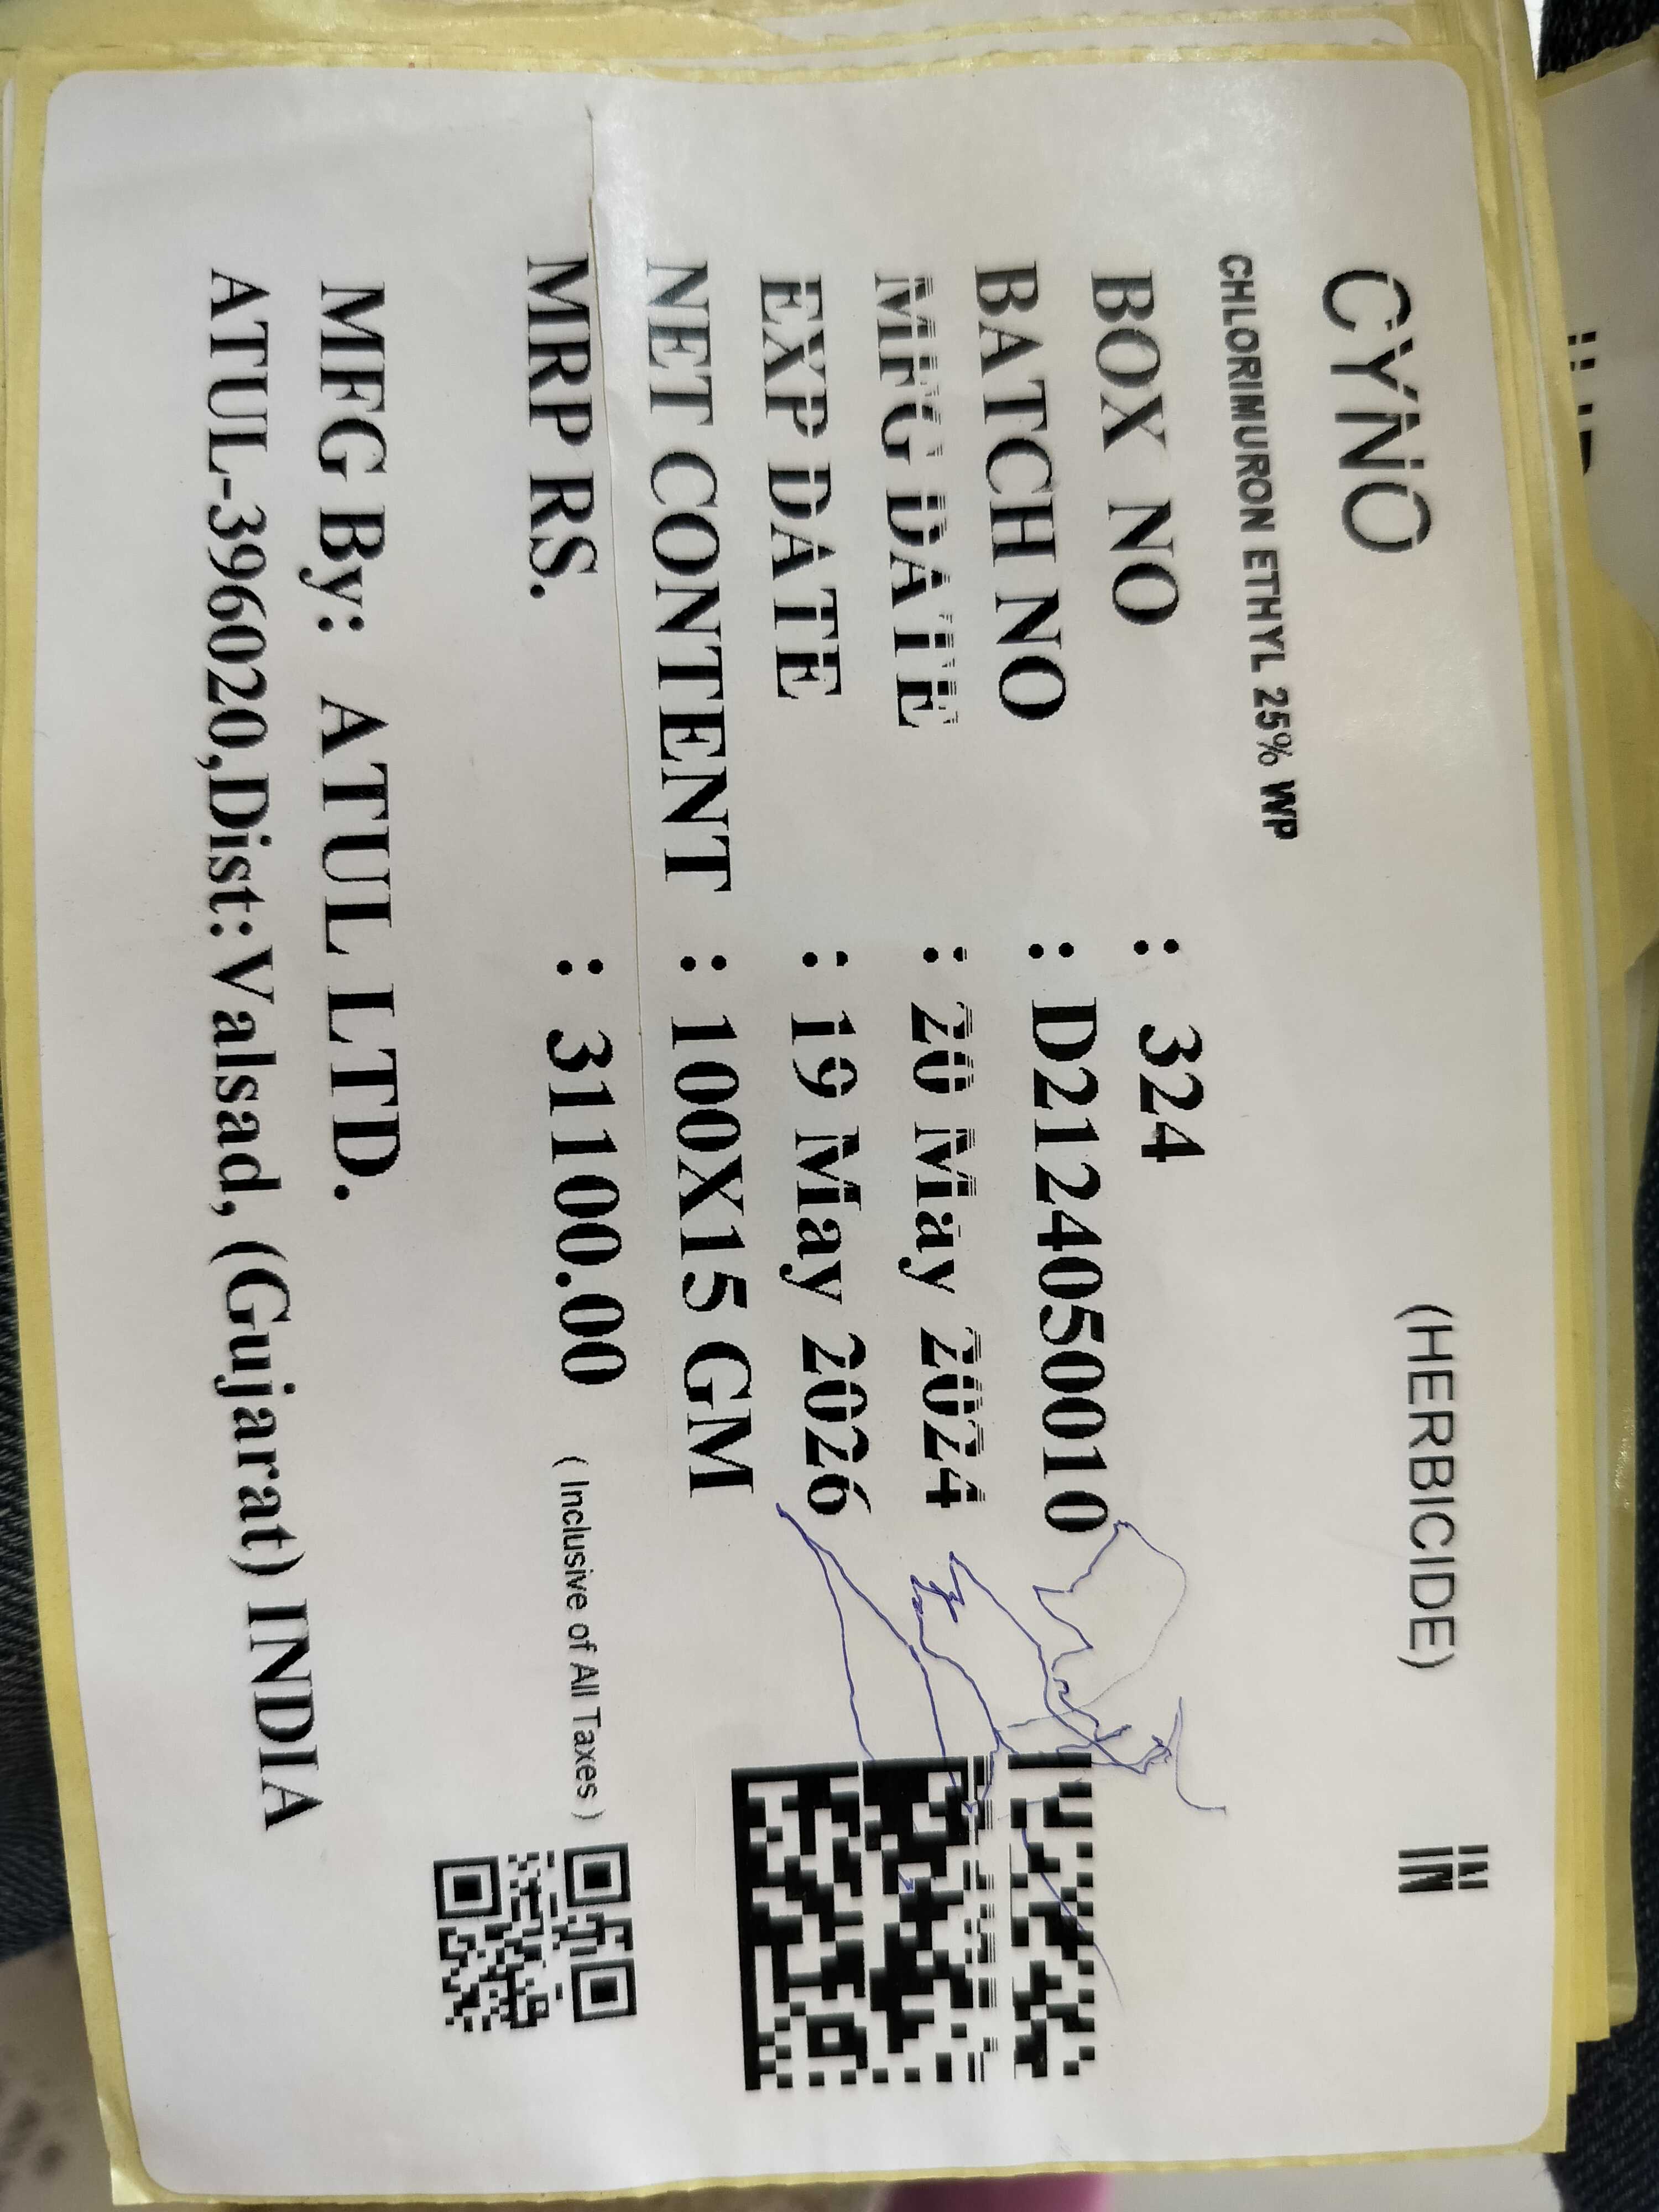 CYNO (HERBICIDE) IN
CHLORIMURON ETHYL 25% WP
BOX NO : 324
BATCH NO : D2124050010
MFG DATE : 20 May 2024
EXP DATE : 19 May 2026
NET CONTENT : 100X15 GM
MRP RS. : 31100.00 ( Inclusive of All Taxes )
MFG By: ATUL LTD.
ATUL-396020,Dist:Valsad, (Gujarat) INDIA